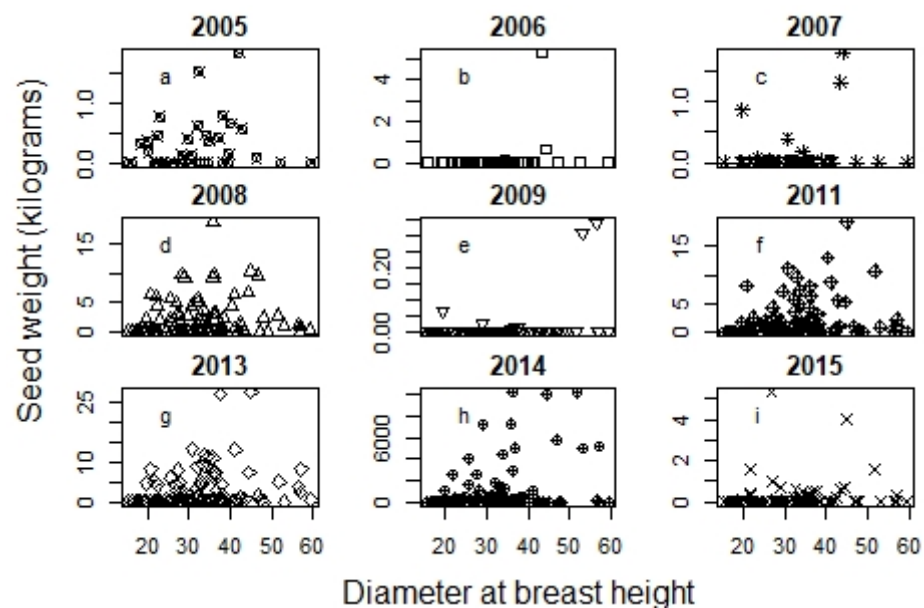 2005 2006 2007
Seed weight (kilograms)
0.0 1.0
a
0 2 4
b
0.0 1.0
c
2008 2009 2011
0 5 15
d
0.00 0.20
e
0 5 15
f
2013 2014 2015
0 10 25
g
0 6000
h
0 2 4
i
20 30 40 50 60 20 30 40 50 60 20 30 40 50 60
Diameter at breast height